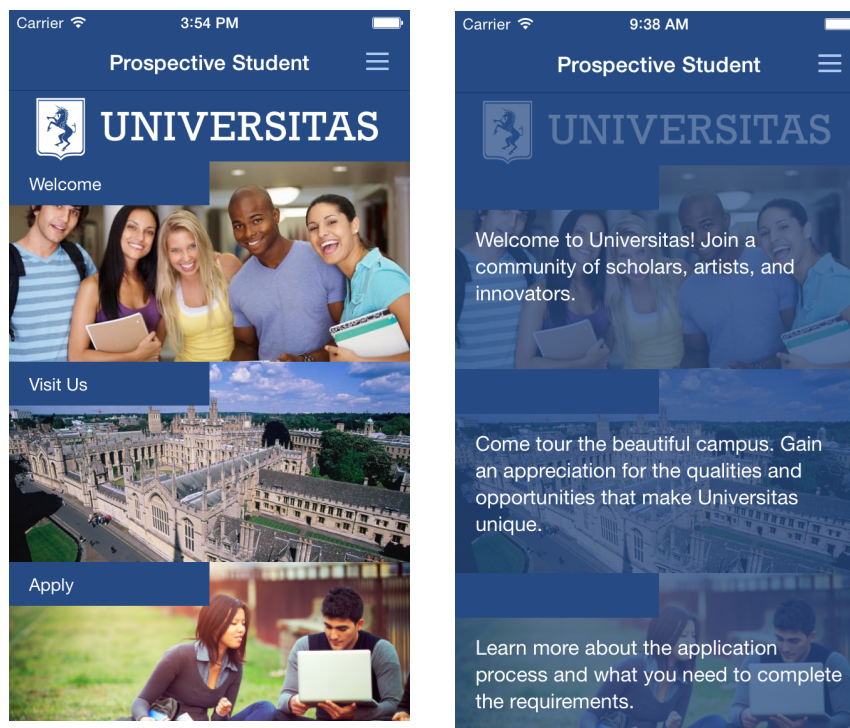 Carrier 3:54 PM
Prospective Student
UNIVERSITAS
Welcome
Visit Us
Apply
Carrier 9:38 AM
Prospective Student
UNIVERSITAS
Welcome to Universitas! Join a
community of scholars, artists, and
innovators.
Come tour the beautiful campus. Gain
an appreciation for the qualities and
opportunities that make Universitas
unique.
Learn more about the application
process and what you need to complete
the requirements.